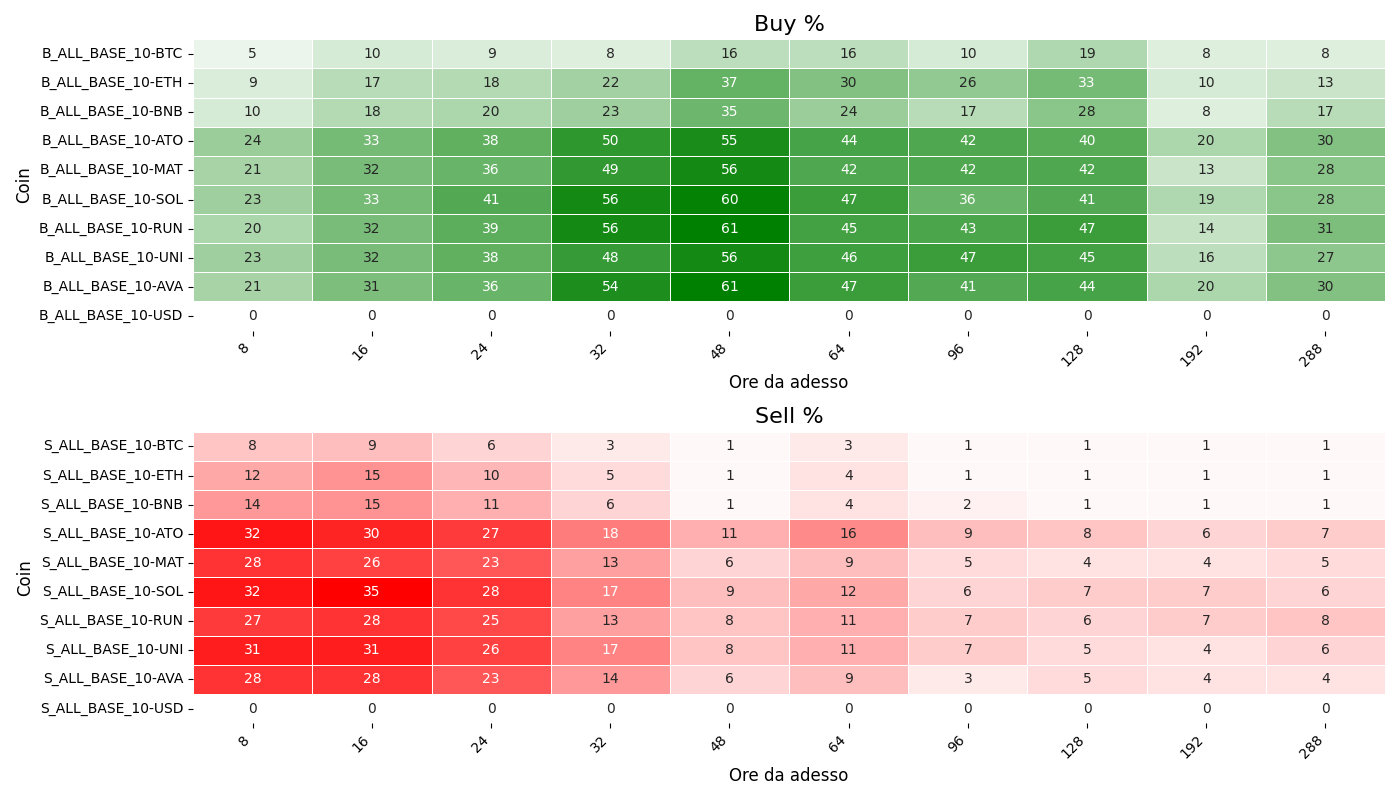 Buy %
Coin
B_ALL_BASE_10-BTC 5 10 9 8 16 16 10 19 8 8
B_ALL_BASE_10-ETH 9 17 18 22 37 30 26 33 10 13
B_ALL_BASE_10-BNB 10 18 20 23 35 24 17 28 8 17
B_ALL_BASE_10-ATO 24 33 38 50 55 44 42 40 20 30
B_ALL_BASE_10-MAT 21 32 36 49 56 42 42 42 13 28
B_ALL_BASE_10-SOL 23 33 41 56 60 47 36 41 19 28
B_ALL_BASE_10-RUN 20 32 39 56 61 45 43 47 14 31
B_ALL_BASE_10-UNI 23 32 38 48 56 46 47 45 16 27
B_ALL_BASE_10-AVA 21 31 36 54 61 47 41 44 20 30
B_ALL_BASE_10-USD 0 0 0 0 0 0 0 0 0 0
8 16 24 32 48 64 96 128 192 288
Ore da adesso
Sell %
Coin
S_ALL_BASE_10-BTC 8 9 6 3 1 3 1 1 1 1
S_ALL_BASE_10-ETH 12 15 10 5 1 4 1 1 1 1
S_ALL_BASE_10-BNB 14 15 11 6 1 4 2 1 1 1
S_ALL_BASE_10-ATO 32 30 27 18 11 16 9 8 6 7
S_ALL_BASE_10-MAT 28 26 23 13 6 9 5 4 4 5
S_ALL_BASE_10-SOL 32 35 28 17 9 12 6 7 7 6
S_ALL_BASE_10-RUN 27 28 25 13 8 11 7 6 7 8
S_ALL_BASE_10-UNI 31 31 26 17 8 11 7 5 4 6
S_ALL_BASE_10-AVA 28 28 23 14 6 9 3 5 4 4
S_ALL_BASE_10-USD 0 0 0 0 0 0 0 0 0 0
8 16 24 32 48 64 96 128 192 288
Ore da adesso